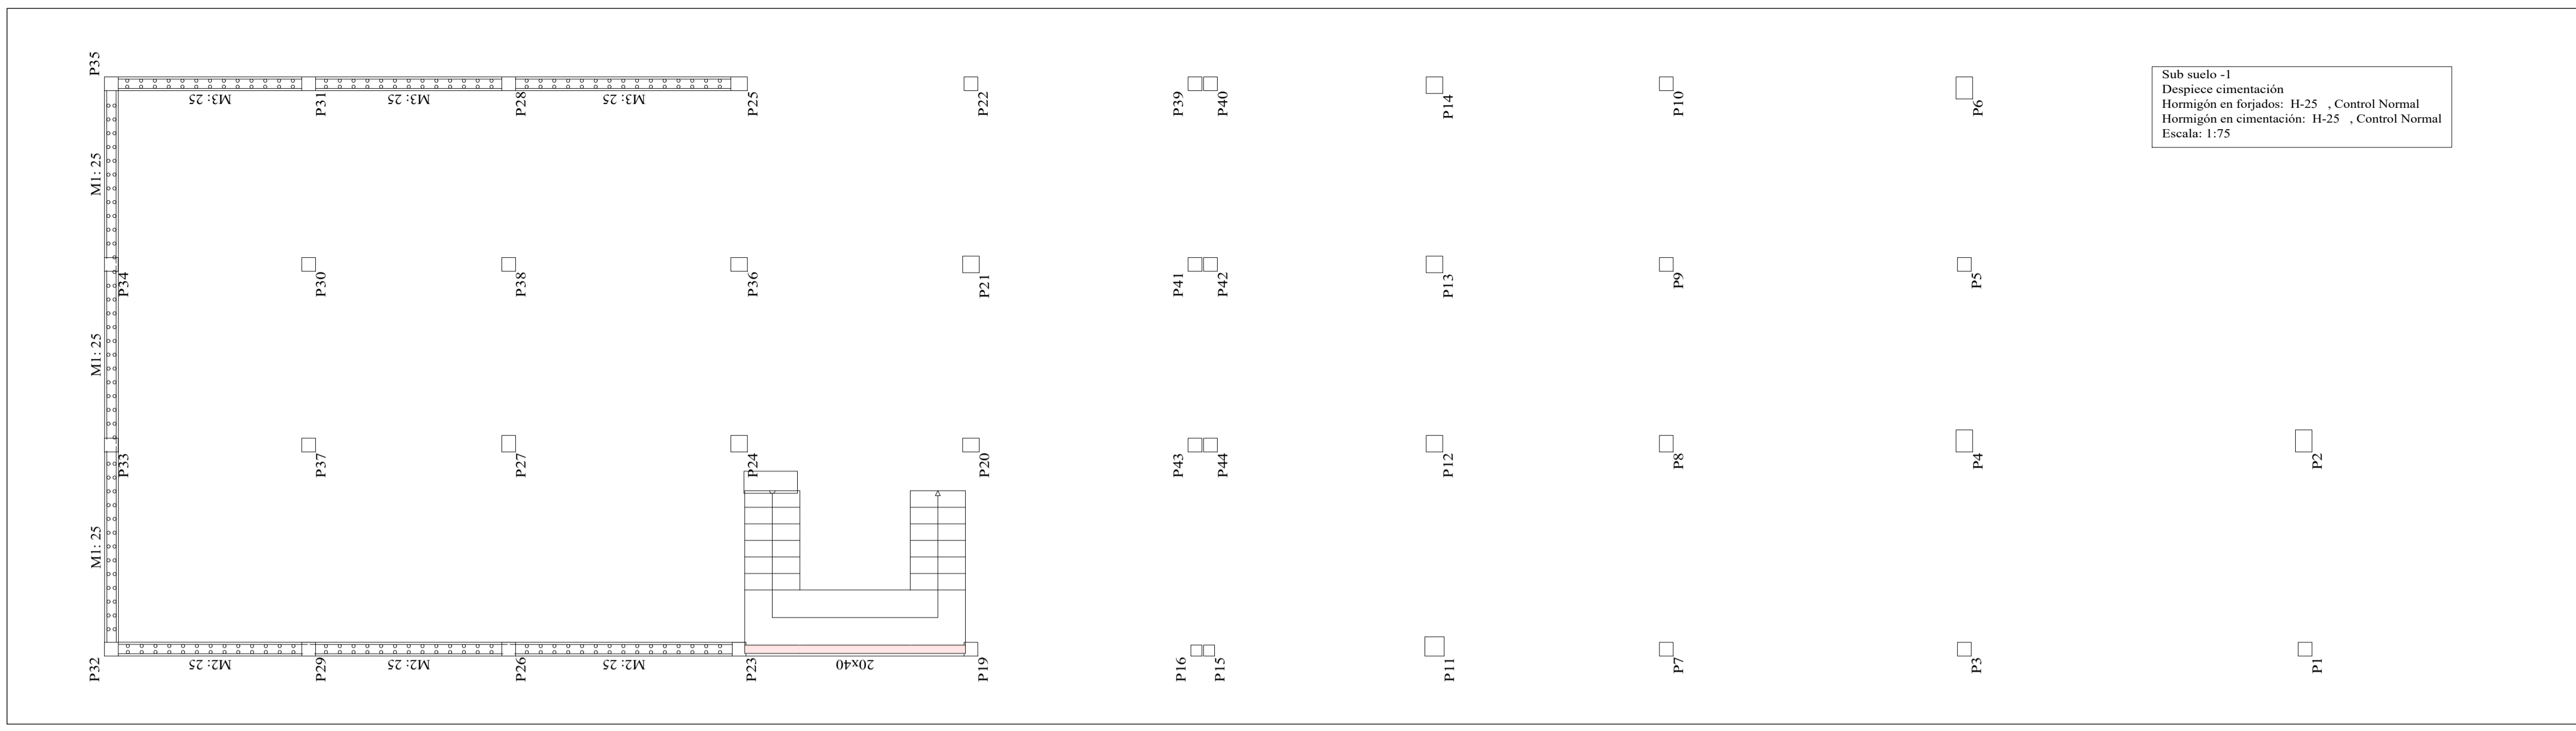 P35
M3: 25
P31
M3: 25
P28
M3: 25
P25
P22
P39
P40
P14
P10
P6
Sub suelo -1
Despiece cimentación
Hormigón en forjados: H-25 , Control Normal
Hormigón en cimentación: H-25 , Control Normal
Escala: 1:75
M1: 25
P34
P30
P38
P36
P21
P41
P42
P13
P9
P5
M1: 25
P33
P37
P27
P24
P20
P43
P44
P12
P8
P4
P2
M1: 25
P32
M2: 25
P29
M2: 25
P26
M2: 25
P23
20x40
P19
P16
P15
P11
P7
P3
P1